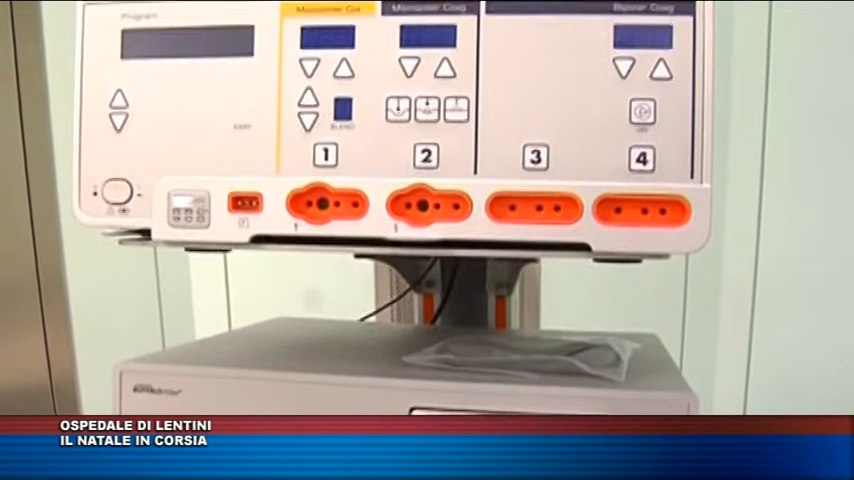 Program
Monopolar Cut
Monopolar Coag
Bipolar Coag
EASY
BLEND
1
2
3
4
OSPEDALE DI LENTINI
IL NATALE IN CORSIA